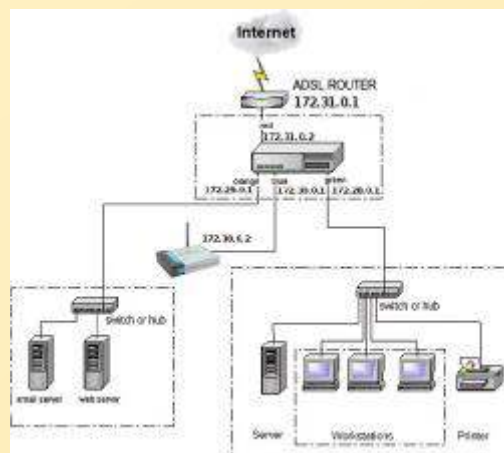 Internet
ADSL ROUTER
172.31.0.1
red
172.31.0.2
orange blue green
172.29.0.1 172.30.0.1 172.28.0.1
172.30.0.2
switch or hub
switch or hub
email server web server
Server Workstations Printer